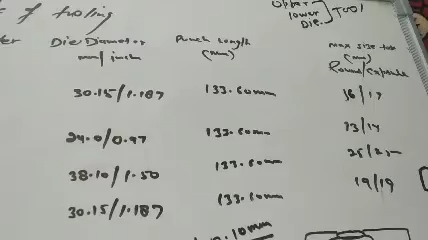 of tooling
Upper
lower
Die.
Tool
Die Diameter
mm/inch
Punch Length
(mm)
max size tab
(mm)
Round/capsule
30.15/1.187
133.60mm
16/17
24.0/0.97
133.60mm
13/14
38.10/1.50
133.60mm
25/25
30.15/1.187
133.60mm
19/19
.10mm